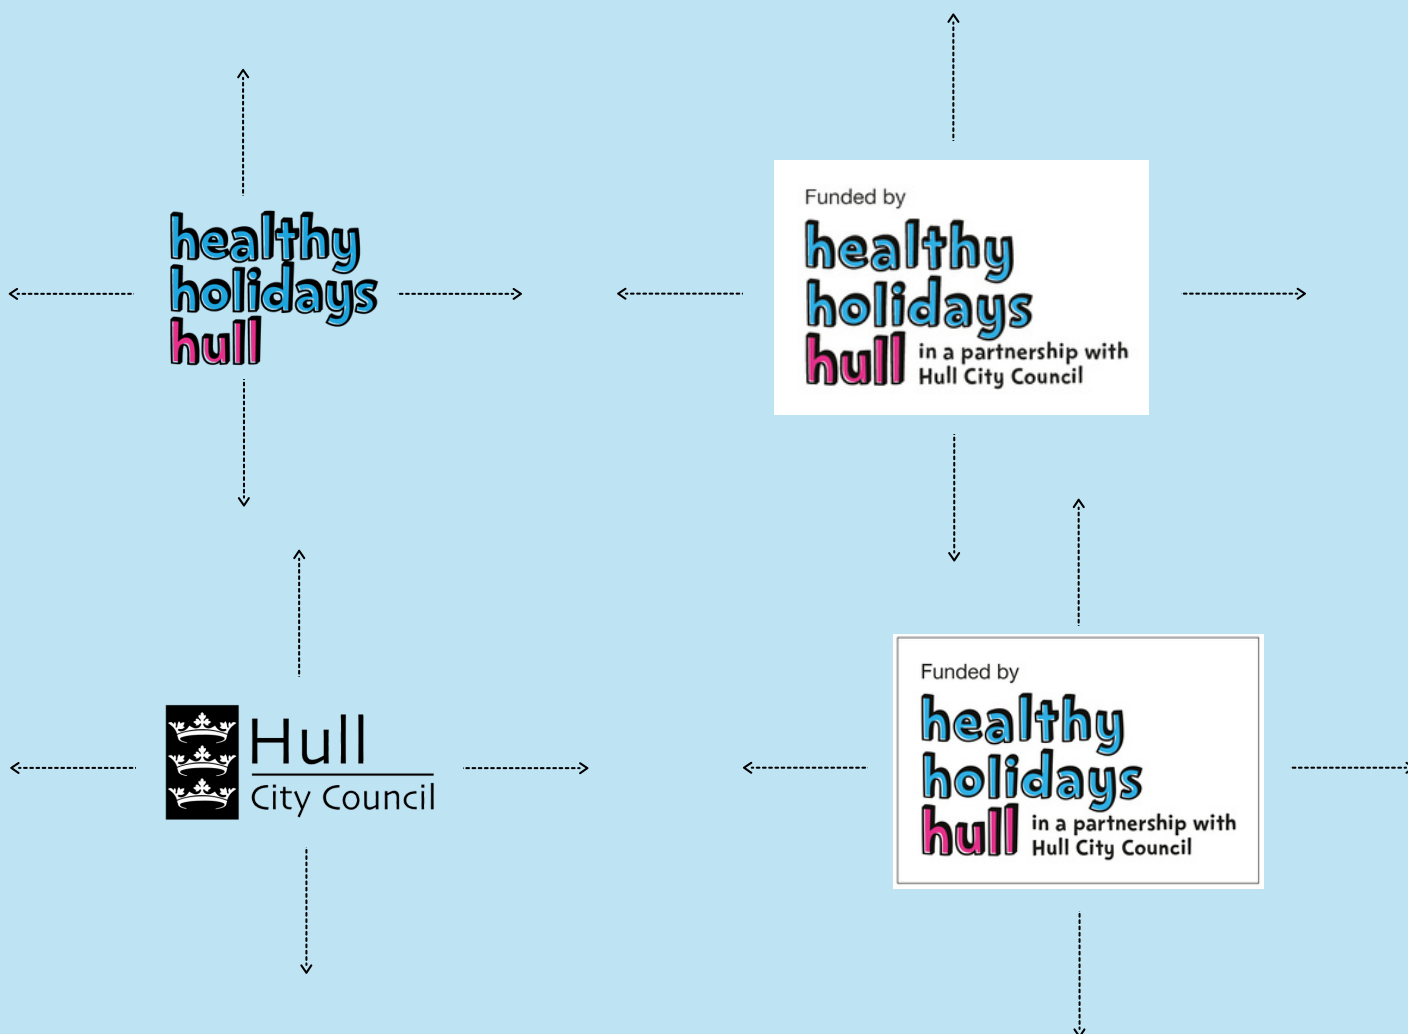 healthy
holidays
hull
Funded by
healthy
holidays
hull
in a partnership with
Hull City Council
Hull
City Council
Funded by
healthy
holidays
hull
in a partnership with
Hull City Council